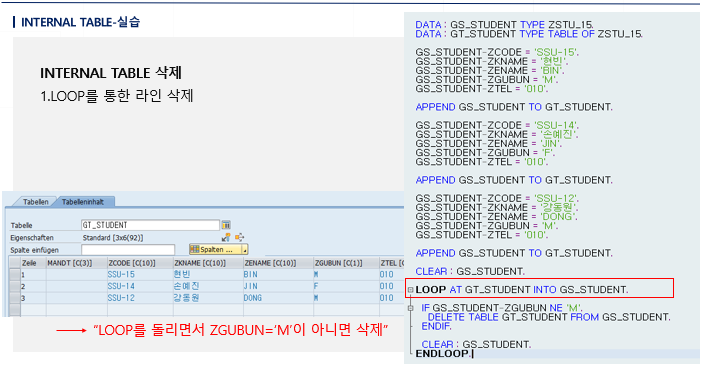 INTERNAL TABLE-실습
INTERNAL TABLE 삭제
1.LOOP를 통한 라인 삭제
Tabellen Tabelleninhalt
Tabelle GT_STUDENT
Eigenschaften Standard [3x6(92)]
Spalte einfügen Spalten ...
Zeile MANDT [C(3)] ZCODE [C(10)] ZKNAME [C(10)] ZENAME [C(10)] ZGUBUN [C(1)] ZTEL [C
1 SSU-15 현빈 BIN M 010
2 SSU-14 손예진 JIN F 010
3 SSU-12 강동원 DONG M 010
“LOOP를 돌리면서 ZGUBUN=‘M’이 아니면 삭제”
DATA : GS_STUDENT TYPE ZSTU_15.
DATA : GT_STUDENT TYPE TABLE OF ZSTU_15.
GS_STUDENT-ZCODE = 'SSU-15'.
GS_STUDENT-ZKNAME = '현빈'.
GS_STUDENT-ZENAME = 'BIN'.
GS_STUDENT-ZGUBUN = 'M'.
GS_STUDENT-ZTEL = '010'.
APPEND GS_STUDENT TO GT_STUDENT.
GS_STUDENT-ZCODE = 'SSU-14'.
GS_STUDENT-ZKNAME = '손예진'.
GS_STUDENT-ZENAME = 'JIN'.
GS_STUDENT-ZGUBUN = 'F'.
GS_STUDENT-ZTEL = '010'.
APPEND GS_STUDENT TO GT_STUDENT.
GS_STUDENT-ZCODE = 'SSU-12'.
GS_STUDENT-ZKNAME = '강동원'.
GS_STUDENT-ZENAME = 'DONG'.
GS_STUDENT-ZGUBUN = 'M'.
GS_STUDENT-ZTEL = '010'.
APPEND GS_STUDENT TO GT_STUDENT.
CLEAR : GS_STUDENT.
LOOP AT GT_STUDENT INTO GS_STUDENT.
IF GS_STUDENT-ZGUBUN NE 'M'.
DELETE TABLE GT_STUDENT FROM GS_STUDENT.
ENDIF.
CLEAR : GS_STUDENT.
ENDLOOP.